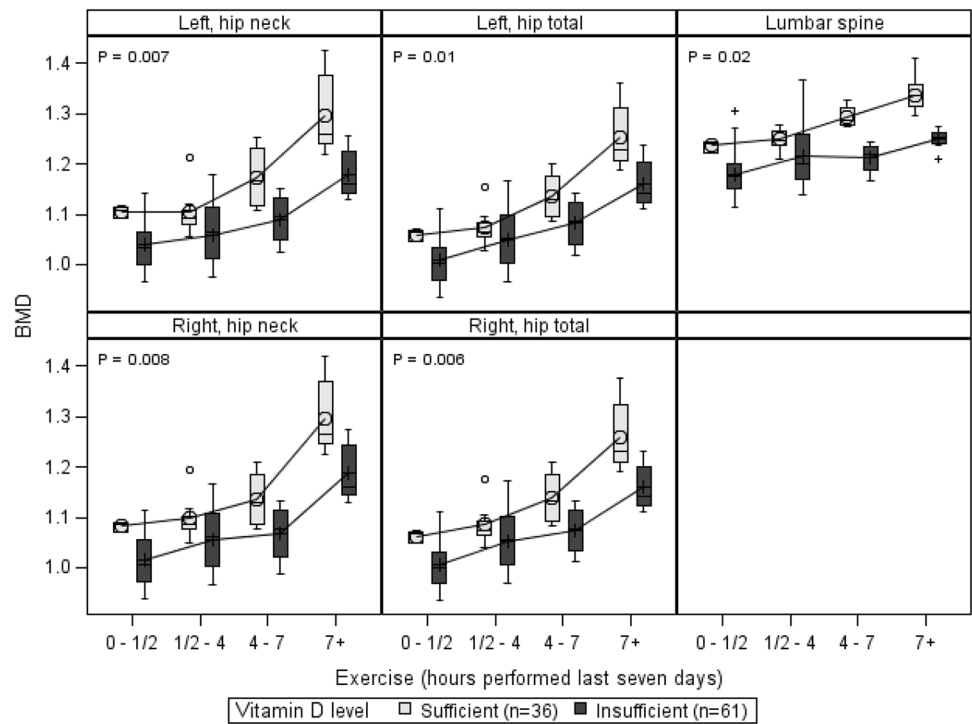 Left, hip neck
Left, hip total
Lumbar spine
P = 0.007
P = 0.01
P = 0.02
1.4
1.3
1.2
1.1
1.0
BMD
Right, hip neck
Right, hip total
P = 0.008
P = 0.006
1.4
1.3
1.2
1.1
1.0
0 - 1/2 1/2 - 4 4 - 7 7+
0 - 1/2 1/2 - 4 4 - 7 7+
0 - 1/2 1/2 - 4 4 - 7 7+
Exercise (hours performed last seven days)
Vitamin D level Sufficient (n=36) Insufficient (n=61)